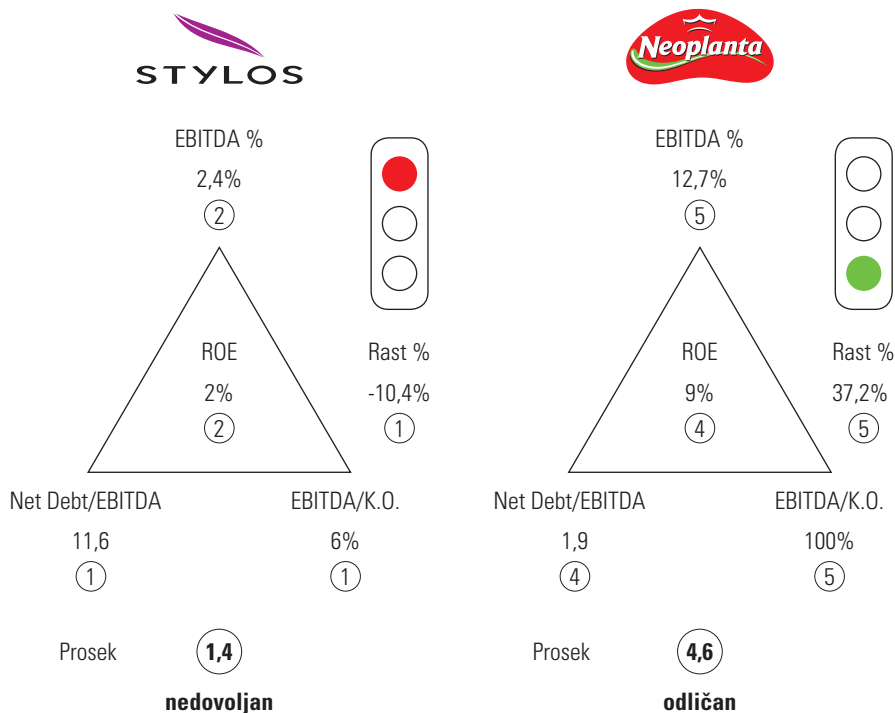 STYLOS
EBITDA %
2,4%
2
ROE
2%
2
Rast %
-10,4%
1
Net Debt/EBITDA
11,6
1
EBITDA/K.O.
6%
1
Prosek
1,4
nedovoljan
Neoplanta
EBITDA %
12,7%
5
ROE
9%
4
Rast %
37,2%
5
Net Debt/EBITDA
1,9
4
EBITDA/K.O.
100%
5
Prosek
4,6
odličan